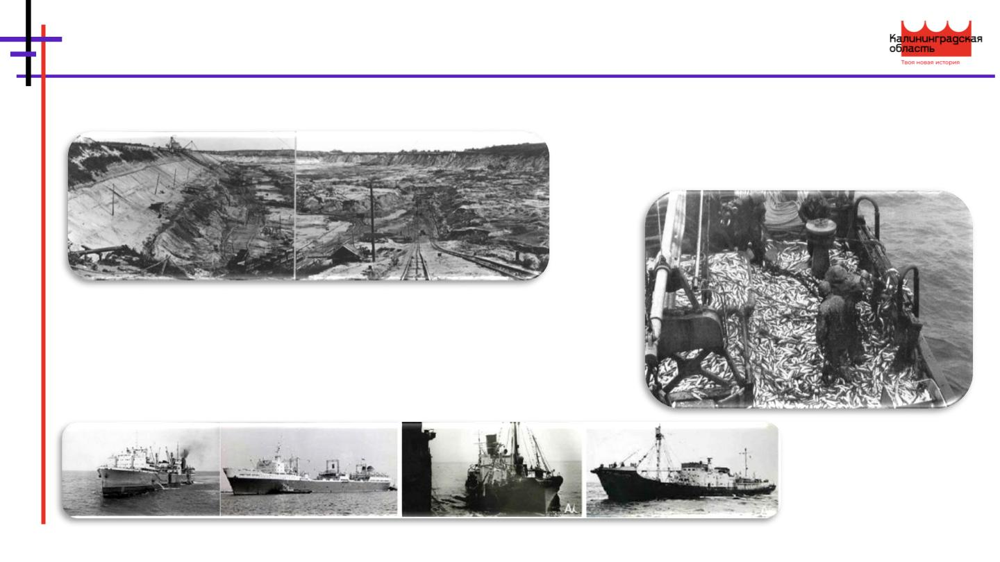 Калининградская
область
Твоя новая история